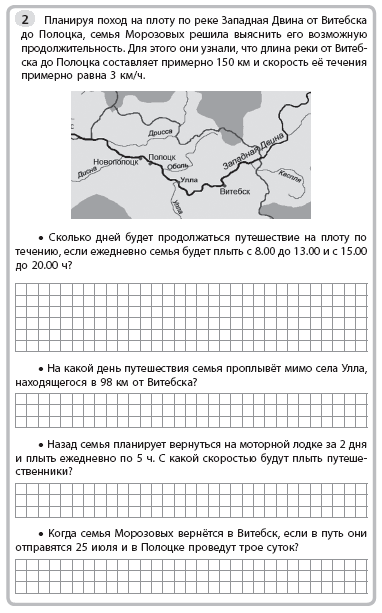 2 Планируя поход на плоту по реке Западная Двина от Витебска
до Полоцка, семья Морозовых решила выяснить его возможную
продолжительность. Для этого они узнали, что длина реки от Витеб-
ска до Полоцка составляет примерно 150 км и скорость её течения
примерно равна 3 км/ч.
Дрисса
Западная Двина
Полоцк
Новополоцк
Оболь
Дисна
Улла
Каспля
Витебск
Улла
• Сколько дней будет продолжаться путешествие на плоту по
течению, если ежедневно семья будет плыть с 8.00 до 13.00 и с 15.00
до 20.00 ч?
• На какой день путешествия семья проплывёт мимо села Улла,
находящегося в 98 км от Витебска?
• Назад семья планирует вернуться на моторной лодке за 2 дня
и плыть ежедневно по 5 ч. С какой скоростью будут плыть путеше-
ственники?
• Когда семья Морозовых вернётся в Витебск, если в путь они
отправятся 25 июля и в Полоцке проведут трое суток?